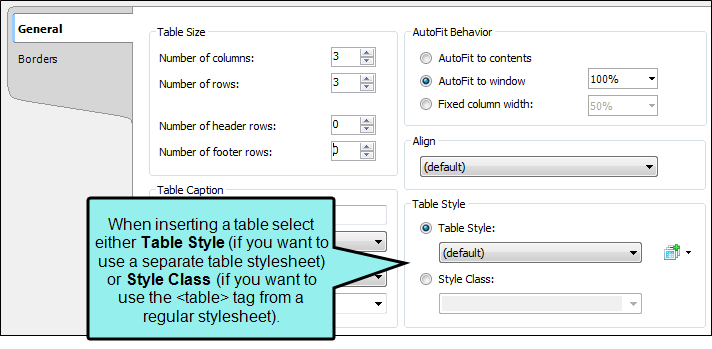 General
Borders
Table Size
Number of columns: 3
Number of rows: 3
Number of header rows: 0
Number of footer rows:
Table Caption
AutoFit Behavior
AutoFit to contents
AutoFit to window 100%
Fixed column width: 50%
Align
(default)
Table Style
Table Style:
(default)
Style Class:
When inserting a table select
either Table Style (if you want to
use a separate table stylesheet)
or Style Class (if you want to
use the <table> tag from a
regular stylesheet).